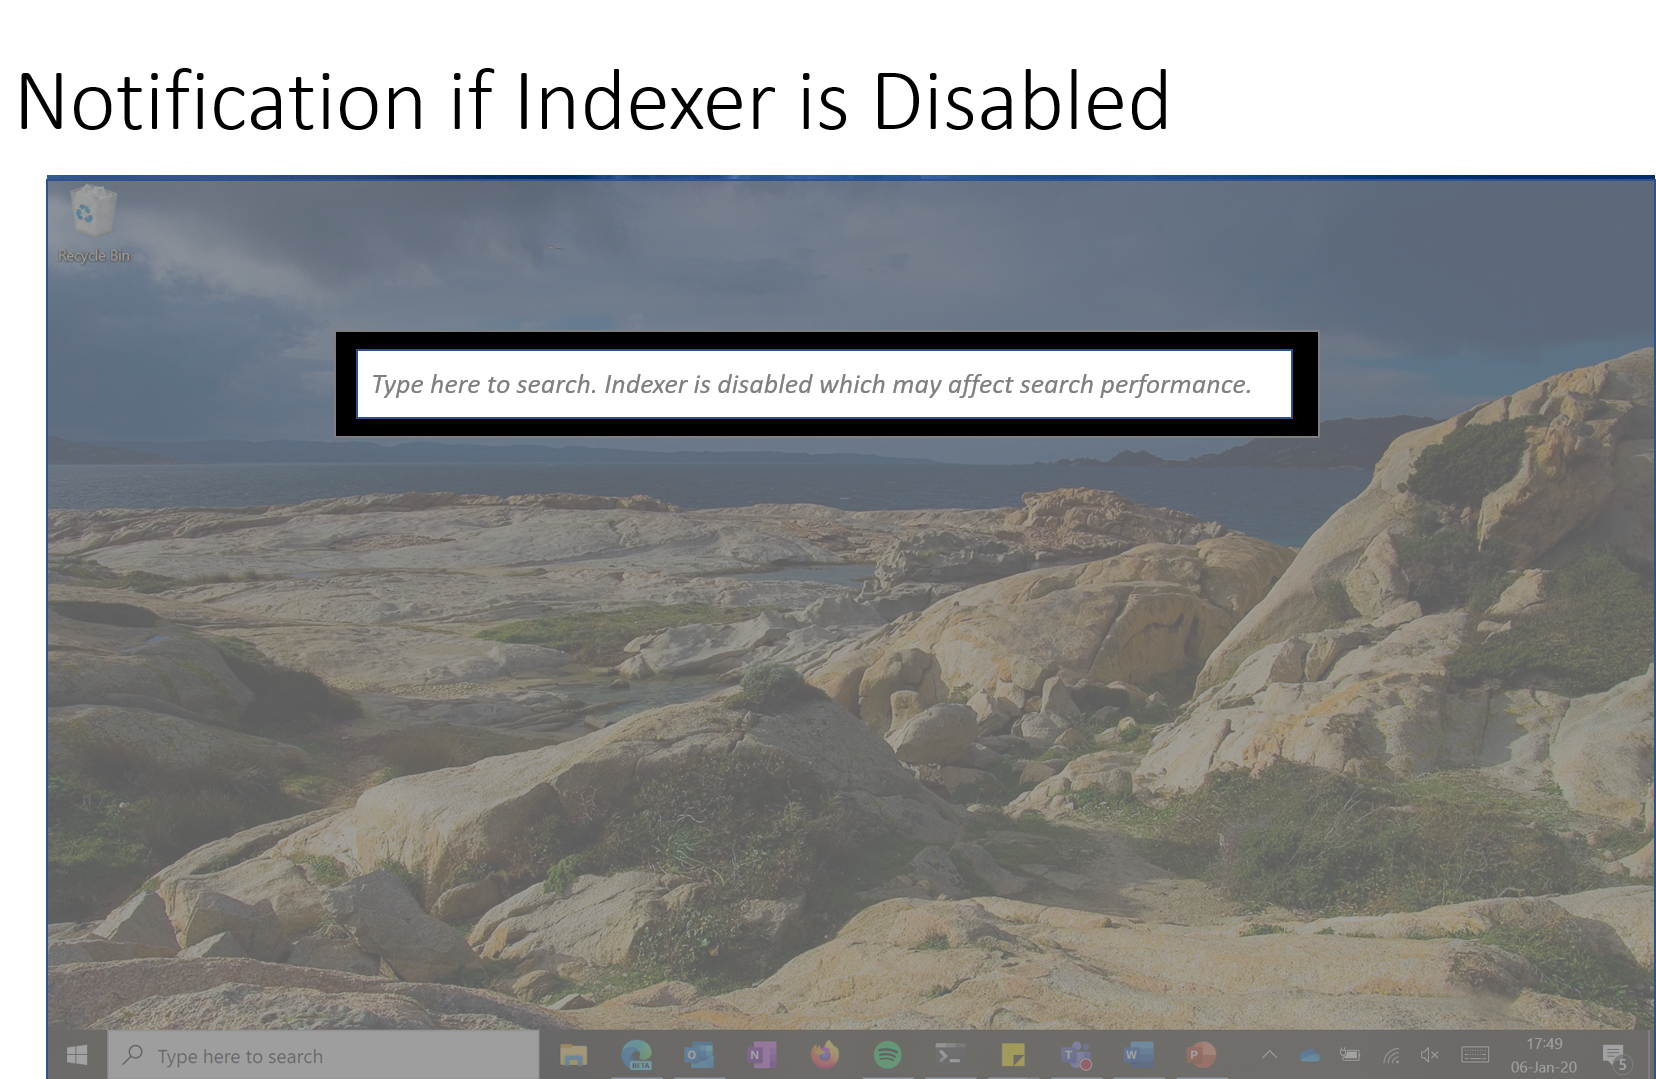 Notification if Indexer is Disabled
Recycle Bin
Type here to search. Indexer is disabled which may affect search performance.
Type here to search
BETA
O
N
T
W
P
17:49
06-Jan-20
5